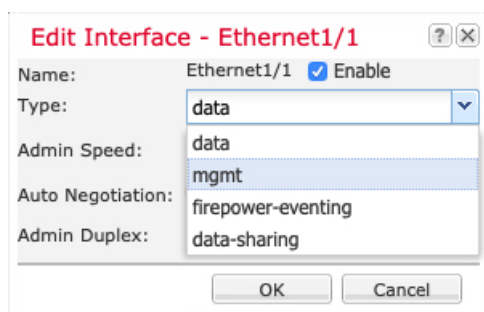 Edit Interface - Ethernet1/1 ? X
Name: Ethernet1/1 Enable
Type: data
data
Admin Speed:
mgmt
Auto Negotiation:
firepower-eventing
Admin Duplex:
data-sharing
OK Cancel